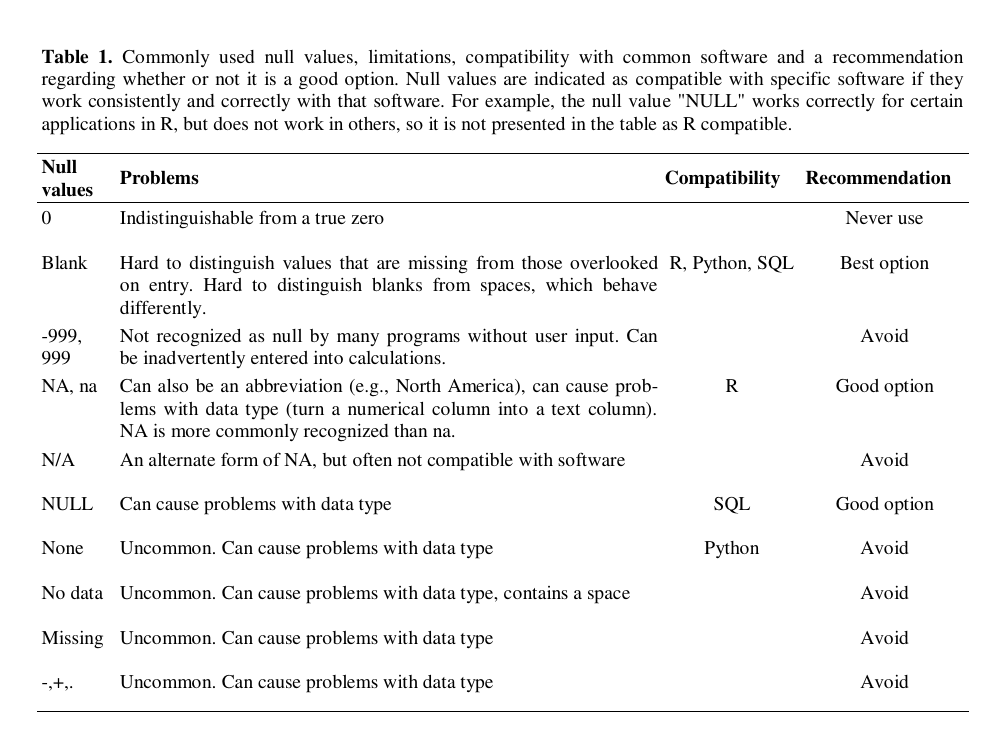 Table 1. Commonly used null values, limitations, compatibility with common software and a recommendation
regarding whether or not it is a good option. Null values are indicated as compatible with specific software if they
work consistently and correctly with that software. For example, the null value "NULL" works correctly for certain
applications in R, but does not work in others, so it is not presented in the table as R compatible.
Null
values Problems Compatibility Recommendation
0 Indistinguishable from a true zero Never use
Blank Hard to distinguish values that are missing from those overlooked R, Python, SQL Best option
on entry. Hard to distinguish blanks from spaces, which behave
differently.
-999, Not recognized as null by many programs without user input. Can Avoid
999 be inadvertently entered into calculations.
NA, na Can also be an abbreviation (e.g., North America), can cause prob- R Good option
lems with data type (turn a numerical column into a text column).
NA is more commonly recognized than na.
N/A An alternate form of NA, but often not compatible with software Avoid
NULL Can cause problems with data type SQL Good option
None Uncommon. Can cause problems with data type Python Avoid
No data Uncommon. Can cause problems with data type, contains a space Avoid
Missing Uncommon. Can cause problems with data type Avoid
-,+,. Uncommon. Can cause problems with data type Avoid